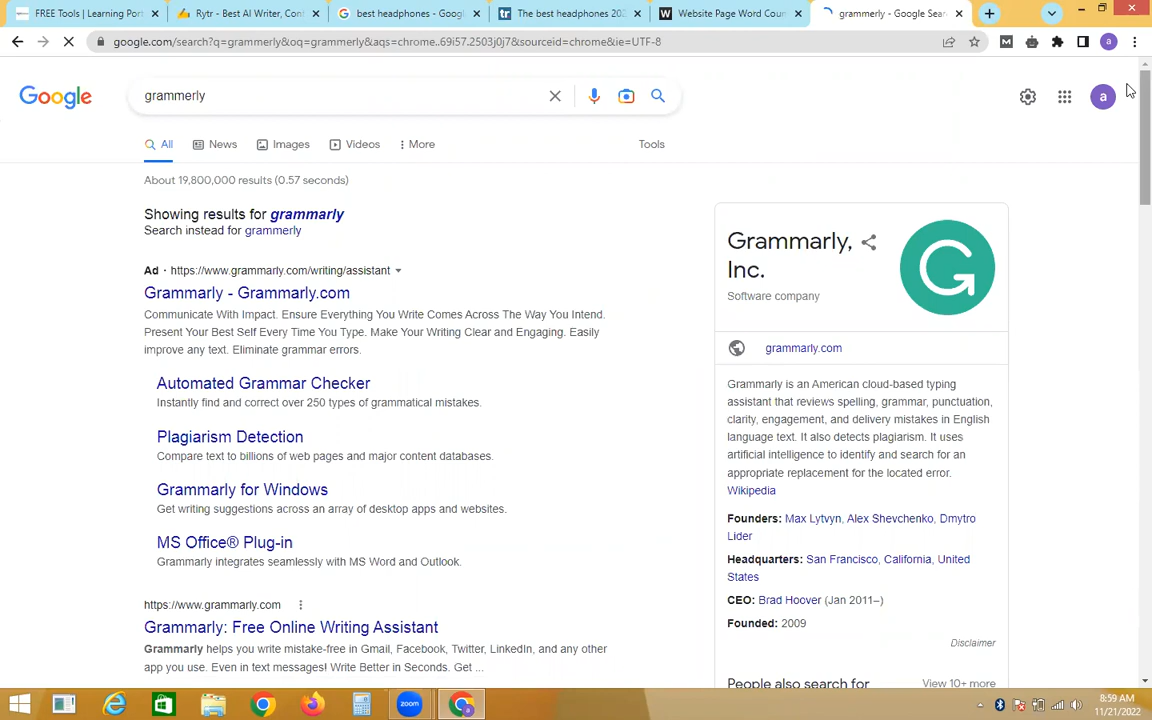 FREE Tools | Learning Port
Rytr - Best AI Writer, Con
best headphones - Googl
The best headphones 202
Website Page Word Coun
grammerly - Google Sear
google.com/search?q=grammerly&oq=grammerly&aqs=chrome..69i57.2503j0j7&sourceid=chrome&ie=UTF-8
M
a
Google
grammerly
a
All
News
Images
Videos
More
Tools
About 19,800,000 results (0.57 seconds)
Showing results for grammarly
Search instead for grammerly
Ad · https://www.grammarly.com/writing/assistant
Grammarly - Grammarly.com
Communicate With Impact. Ensure Everything You Write Comes Across The Way You Intend.
Present Your Best Self Every Time You Type. Make Your Writing Clear and Engaging. Easily
improve any text. Eliminate grammar errors.
Automated Grammar Checker
Instantly find and correct over 250 types of grammatical mistakes.
Plagiarism Detection
Compare text to billions of web pages and major content databases.
Grammarly for Windows
Get writing suggestions across an array of desktop apps and websites.
MS Office® Plug-in
Grammarly integrates seamlessly with MS Word and Outlook.
https://www.grammarly.com
Grammarly: Free Online Writing Assistant
Grammarly helps you write mistake-free in Gmail, Facebook, Twitter, LinkedIn, and any other
app you use. Even in text messages! Write Better in Seconds. Get ...
Grammarly,
Inc.
Software company
grammarly.com
Grammarly is an American cloud-based typing
assistant that reviews spelling, grammar, punctuation,
clarity, engagement, and delivery mistakes in English
language text. It also detects plagiarism. It uses
artificial intelligence to identify and search for an
appropriate replacement for the located error.
Wikipedia
Founders: Max Lytvyn, Alex Shevchenko, Dmytro
Lider
Headquarters: San Francisco, California, United
States
CEO: Brad Hoover (Jan 2011–)
Founded: 2009
Disclaimer
People also search for
View 10+ more
zoom
8:59 AM
11/21/2022